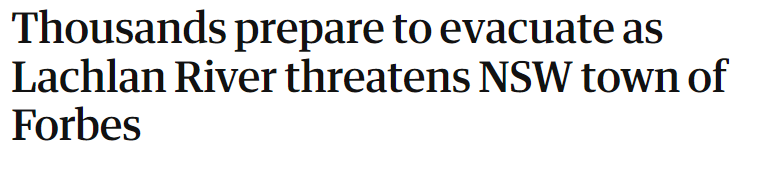 Thousands prepare to evacuate as
Lachlan River threatens NSW town of
Forbes